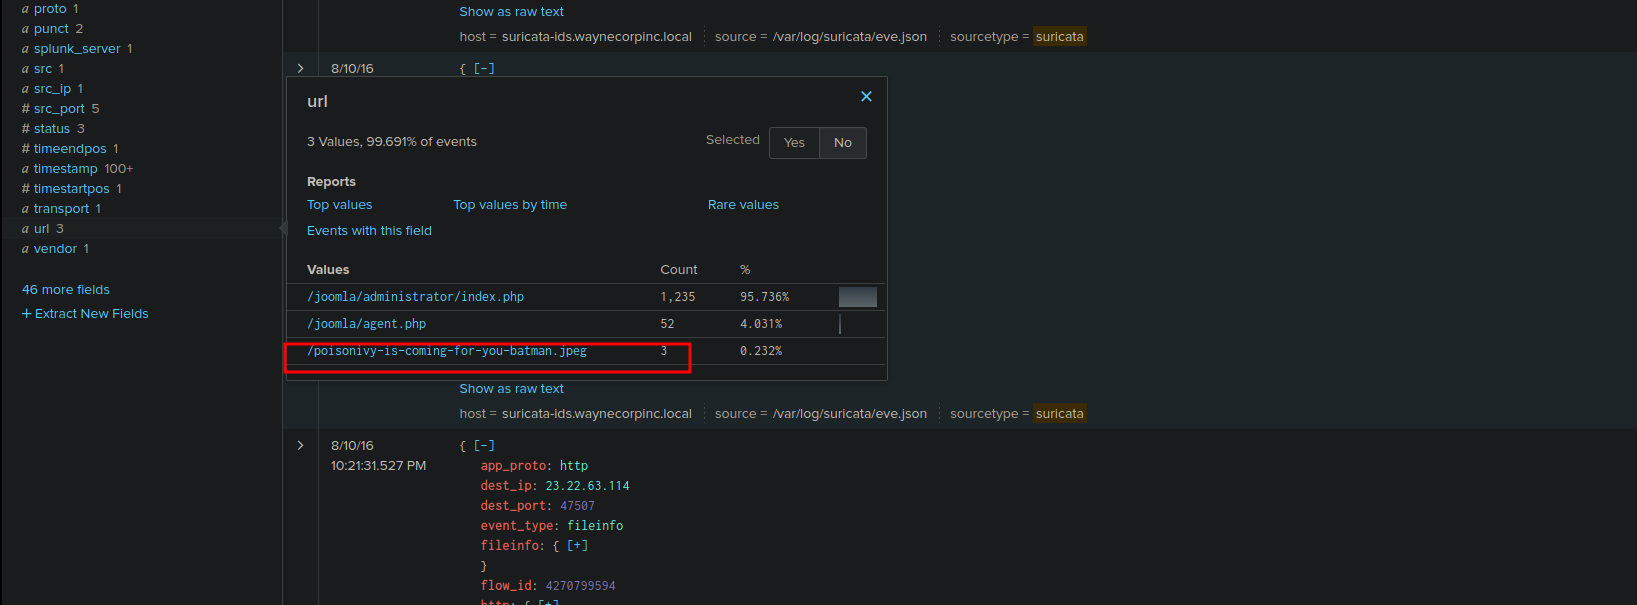 a proto 1
a punct 2
a splunk_server 1
a src 1
a src_ip 1
# src_port 5
# status 3
# timeendpos 1
a timestamp 100+
# timestartpos 1
a transport 1
a url 3
a vendor 1
46 more fields
+ Extract New Fields
Show as raw text
host = suricata-ids.waynecorpinc.local source = /var/log/suricata/eve.json sourcetype = suricata
> 8/10/16 { [-]
url ✕
3 Values, 99.691% of events Selected Yes No
Reports
Top values Top values by time Rare values
Events with this field
Values Count %
/joomla/administrator/index.php 1,235 95.736%
/joomla/agent.php 52 4.031%
/poisonivy-is-coming-for-you-batman.jpeg 3 0.232%
Show as raw text
host = suricata-ids.waynecorpinc.local source = /var/log/suricata/eve.json sourcetype = suricata
> 8/10/16 { [-]
10:21:31.527 PM app_proto: http
dest_ip: 23.22.63.114
dest_port: 47507
event_type: fileinfo
fileinfo: { [+]
}
flow_id: 4270799594
http: { [+]